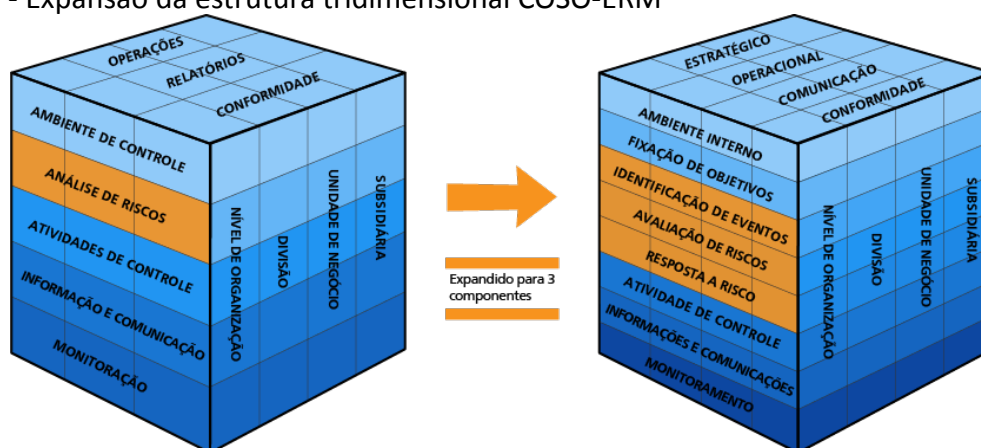 - Expansão da estrutura tridimensional COSO-ERM
OPERAÇÕES
RELATÓRIOS
CONFORMIDADE
AMBIENTE DE CONTROLE
ANÁLISE DE RISCOS
ATIVIDADES DE CONTROLE
INFORMAÇÃO E COMUNICAÇÃO
MONITORAÇÃO
NÍVEL DE ORGANIZAÇÃO
DIVISÃO
UNIDADE DE NEGÓCIO
SUBSIDIÁRIA
Expandido para 3
componentes
ESTRATÉGICO
OPERACIONAL
COMUNICAÇÃO
CONFORMIDADE
AMBIENTE INTERNO
FIXAÇÃO DE OBJETIVOS
IDENTIFICAÇÃO DE EVENTOS
AVALIAÇÃO DE RISCOS
RESPOSTA A RISCO
ATIVIDADE DE CONTROLE
INFORMAÇÕES E COMUNICAÇÕES
MONITORAMENTO
NÍVEL DE ORGANIZAÇÃO
DIVISÃO
UNIDADE DE NEGÓCIO
SUBSIDIÁRIA